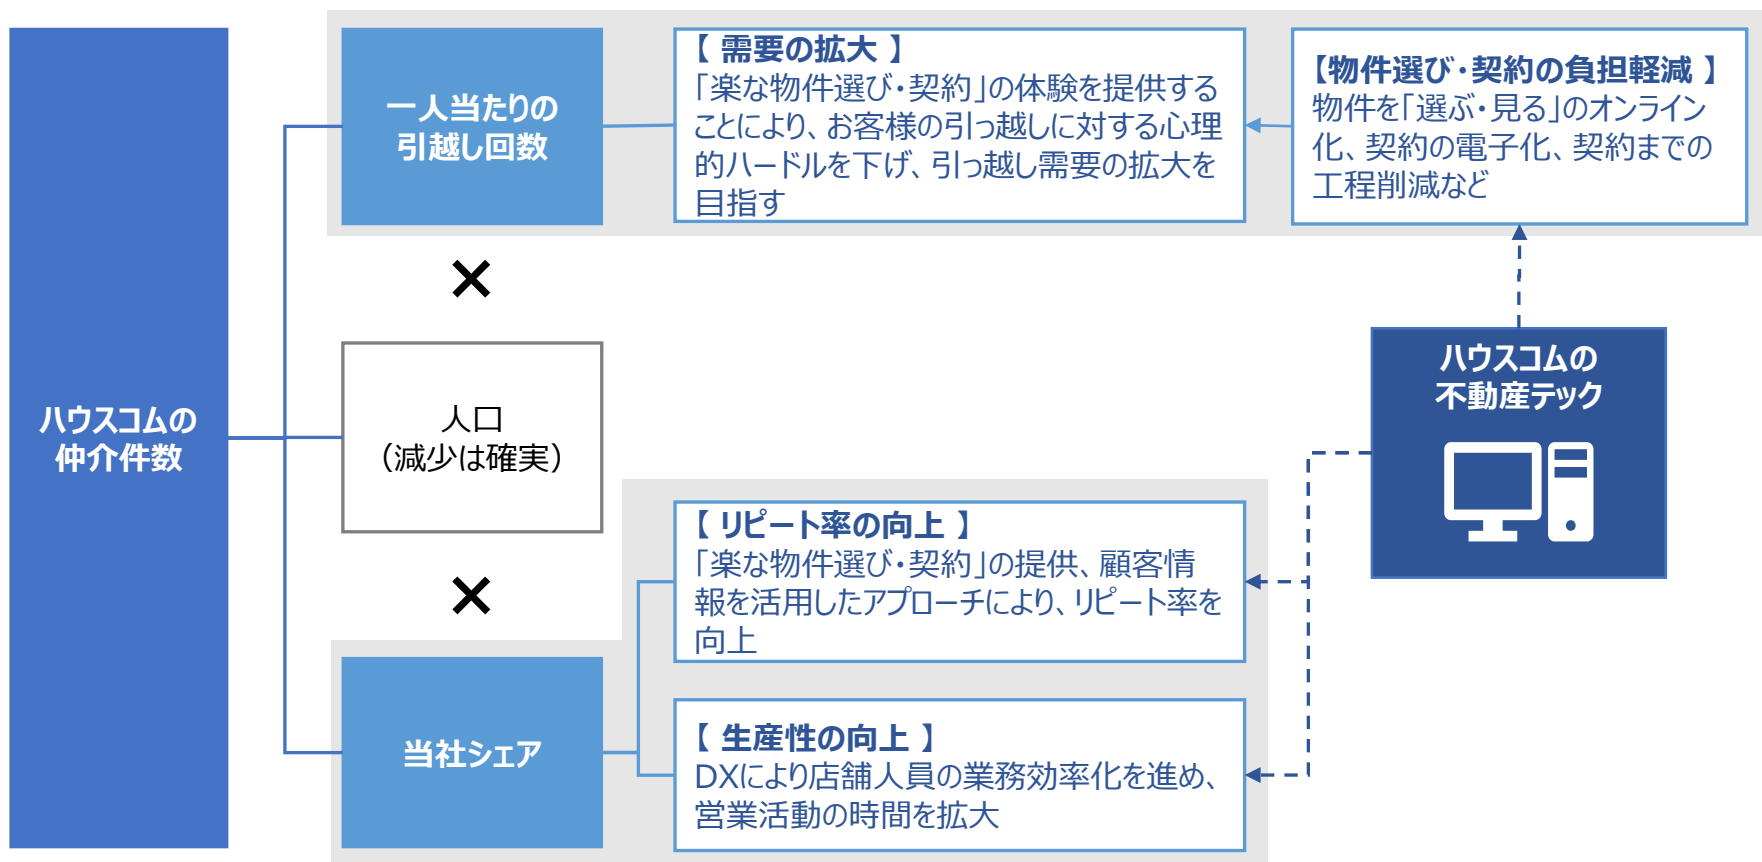 ハウスコムの
仲介件数
一人当たりの
引越し回数
【 需要の拡大 】
「楽な物件選び・契約」の体験を提供する
ことにより、お客様の引っ越しに対する心理
的ハードルを下げ、引っ越し需要の拡大を
目指す
【物件選び・契約の負担軽減 】
物件を「選ぶ・見る」のオンライン
化、契約の電子化、契約までの
工程削減など
×
人口
（減少は確実）
×
当社シェア
【 リピート率の向上 】
「楽な物件選び・契約」の提供、顧客情
報を活用したアプローチにより、リピート率を
向上
【 生産性の向上 】
DXにより店舗人員の業務効率化を進め、
営業活動の時間を拡大
ハウスコムの
不動産テック